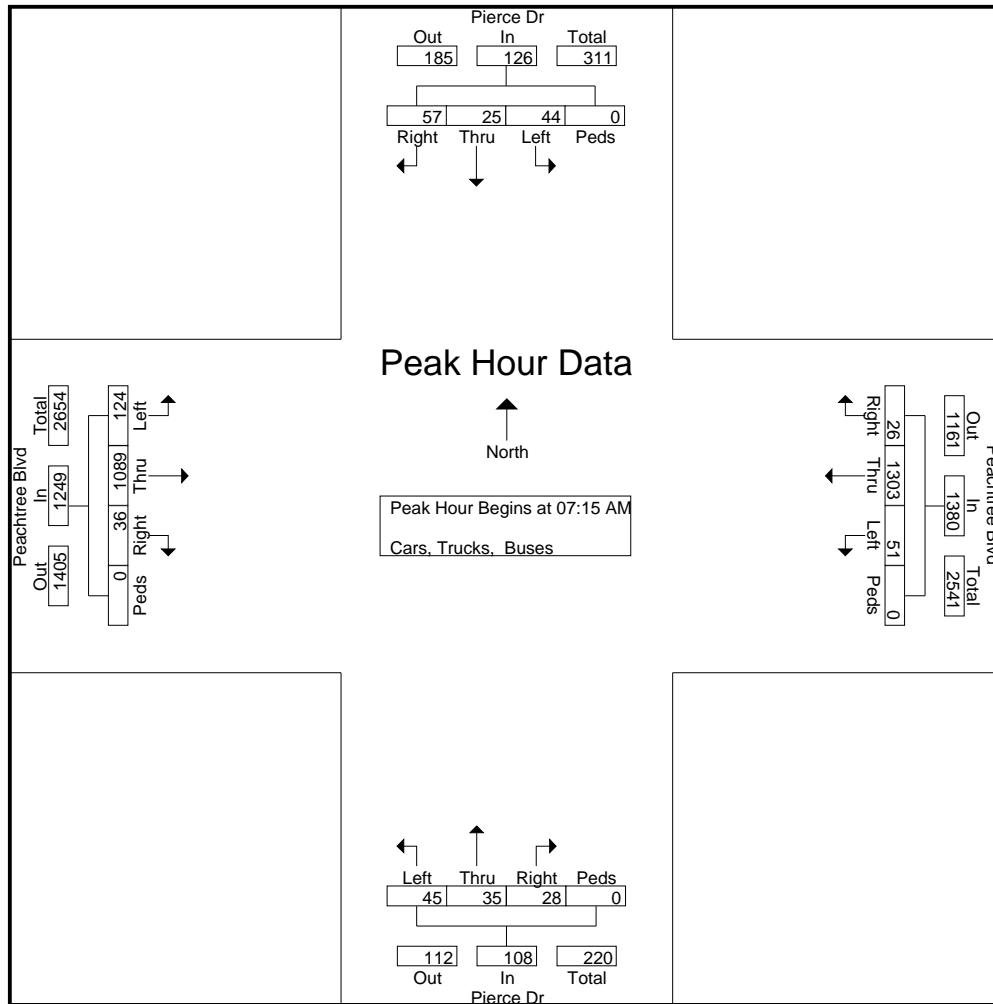 Pierce Dr
Out In Total
185 126 311
57 25 44 0
Right Thru Left Peds
Peak Hour Data
North
Peak Hour Begins at 07:15 AM
Cars, Trucks, Buses
Peachtree Blvd
Out In Total
1405 1249 2654
124 1089 36 0
Left Thru Right Peds
Peachtree Blvd
Out In Total
1161 1380 2541
26 1303 51 0
Right Thru Left Peds
Left Thru Right Peds
45 35 28 0
112 108 220
Out In Total
Pierce Dr